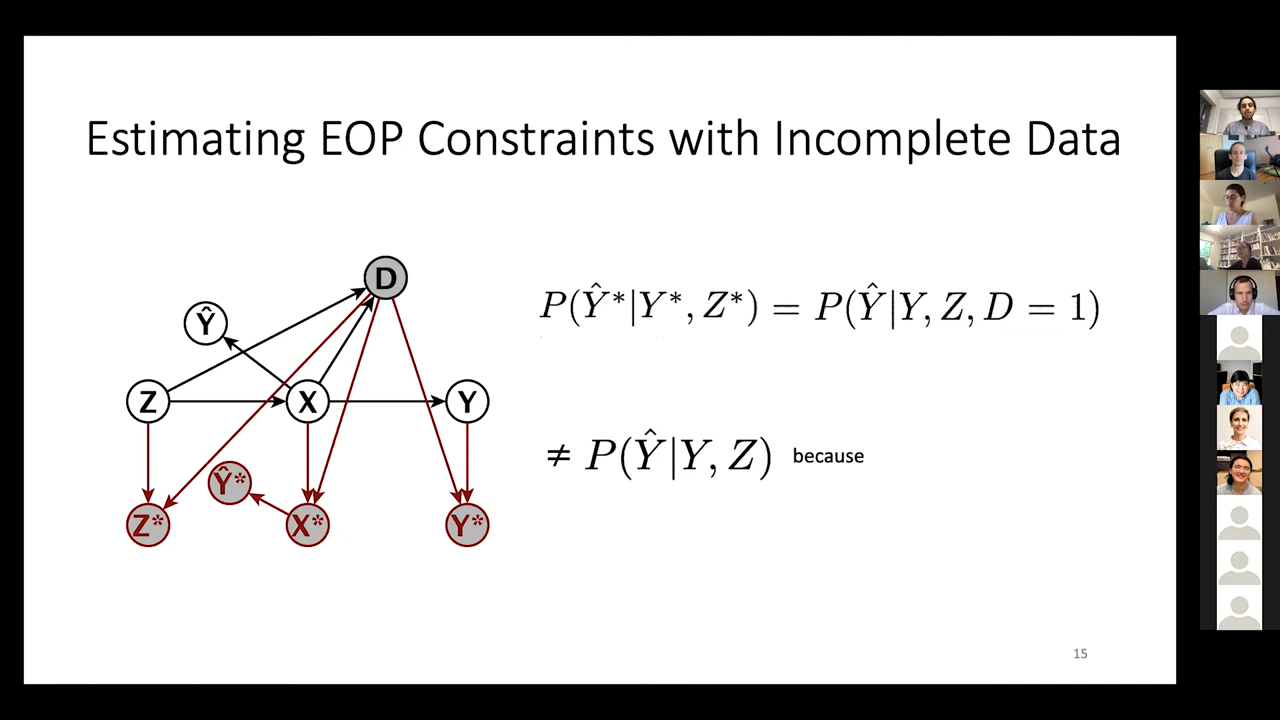 Estimating EOP Constraints with Incomplete Data
D
Ŷ
P(Ŷ*|Y*, Z*) = P(Ŷ|Y, Z, D = 1)
Z X Y
≠ P(Ŷ|Y, Z) because
Ŷ*
Z* X* Y*
15